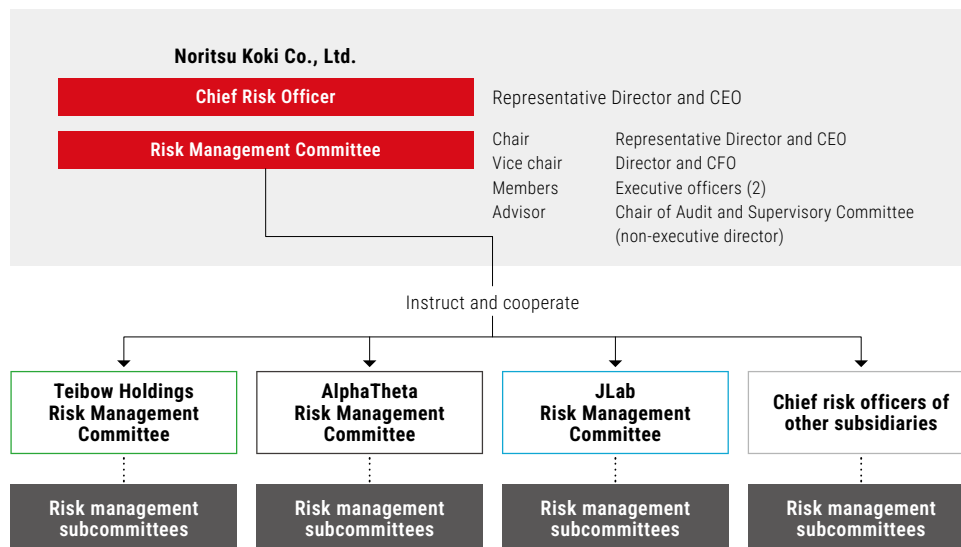 Noritsu Koki Co., Ltd.
Chief Risk Officer
Representative Director and CEO
Risk Management Committee
Chair Representative Director and CEO
Vice chair Director and CFO
Members Executive officers (2)
Advisor Chair of Audit and Supervisory Committee
(non-executive director)
Instruct and cooperate
Teibow Holdings
Risk Management
Committee
AlphaTheta
Risk Management
Committee
JLab
Risk Management
Committee
Chief risk officers of
other subsidiaries
Risk management
subcommittees
Risk management
subcommittees
Risk management
subcommittees
Risk management
subcommittees